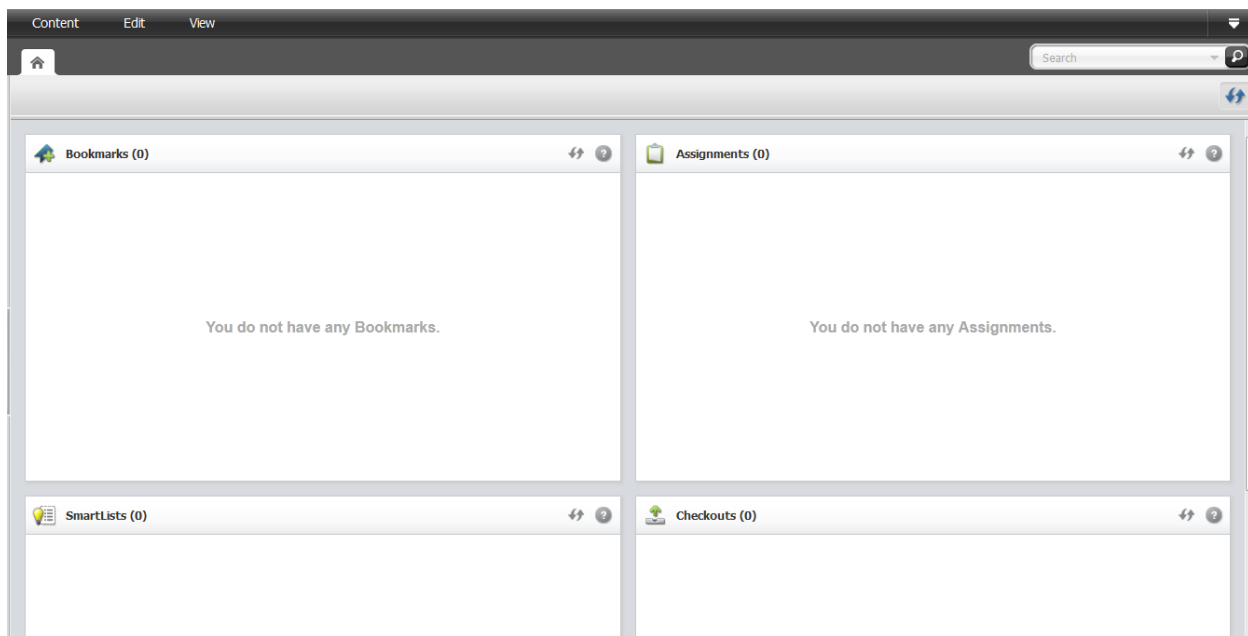 Content Edit View
Search
Bookmarks (0)
Assignments (0)
You do not have any Bookmarks.
You do not have any Assignments.
SmartLists (0)
Checkouts (0)